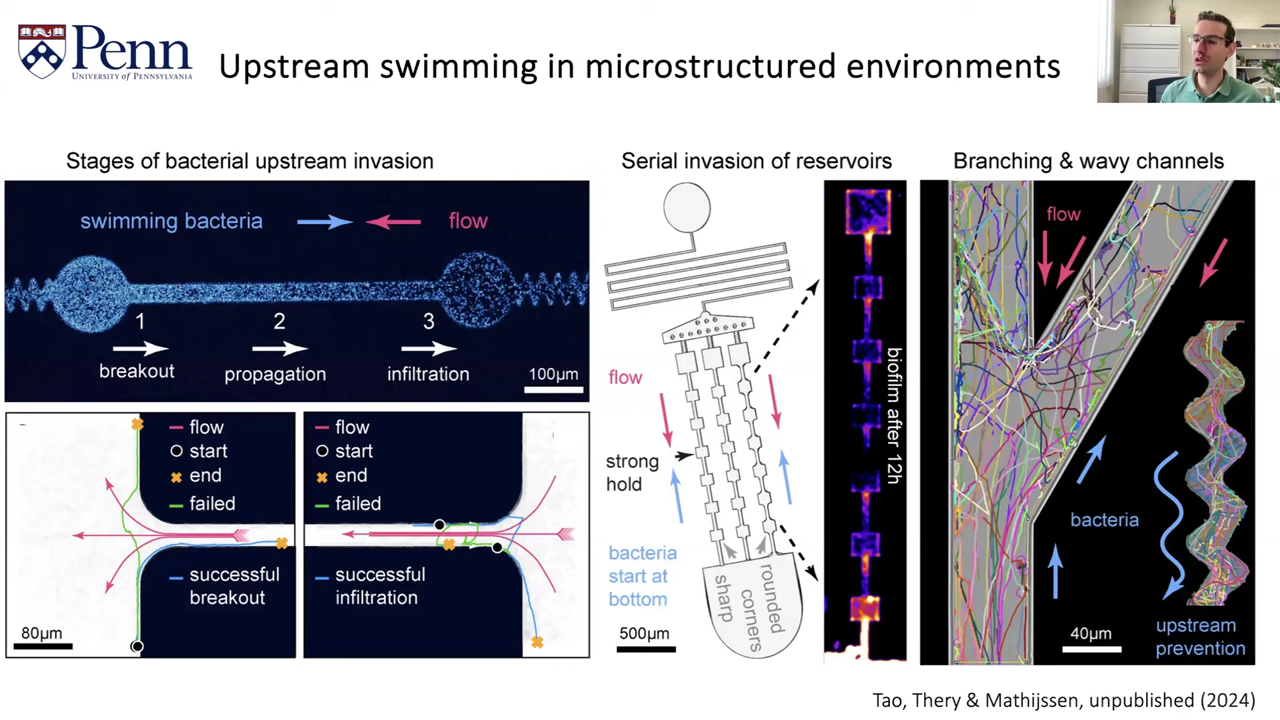 Penn
UNIVERSITY of PENNSYLVANIA
Upstream swimming in microstructured environments
Stages of bacterial upstream invasion
swimming bacteria
flow
1
2
3
breakout
propagation
infiltration
100µm
flow
start
end
failed
successful
breakout
80µm
flow
start
end
failed
successful
infiltration
Serial invasion of reservoirs
flow
strong
hold
bacteria
start at
bottom
500µm
sharp
rounded
corners
biofilm after 12h
Branching & wavy channels
flow
bacteria
40µm
upstream
prevention
Tao, Thery & Mathijssen, unpublished (2024)